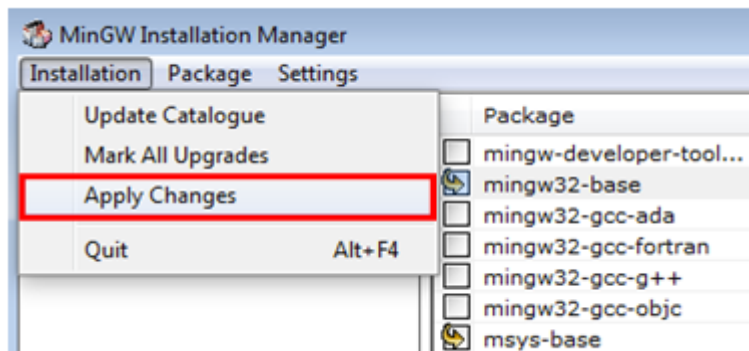 MinGW Installation Manager
Installation Package Settings
Update Catalogue
Mark All Upgrades
Apply Changes
Quit Alt+F4
Package
mingw-developer-tool...
mingw32-base
mingw32-gcc-ada
mingw32-gcc-fortran
mingw32-gcc-g++
mingw32-gcc-objc
msys-base